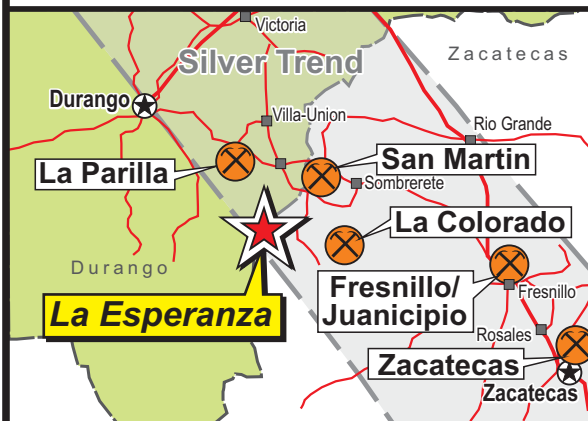 Victoria
Silver Trend
Zacatecas
Durango
Villa-Union
Rio Grande
La Parilla
San Martin
Sombrerete
La Colorado
Durango
Fresnillo/
Juanicipio
Fresnillo
La Esperanza
Rosales
Zacatecas
Zacatecas